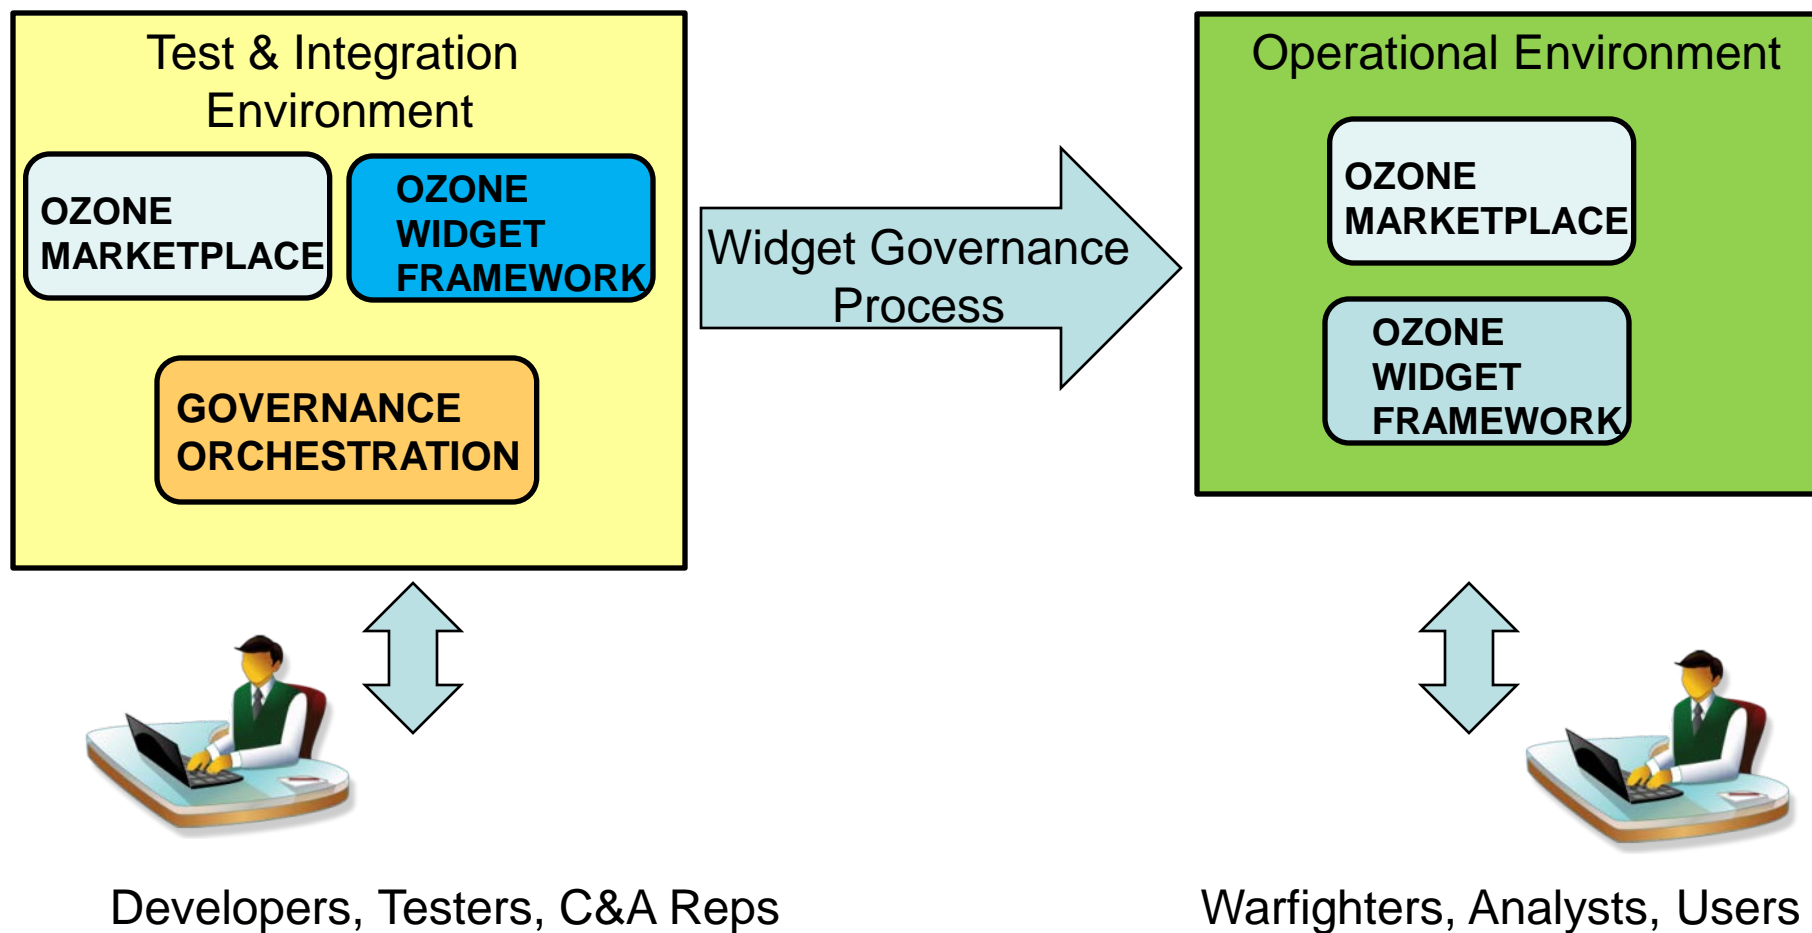 Test & Integration
Environment
OZONE
MARKETPLACE
OZONE
WIDGET
FRAMEWORK
GOVERNANCE
ORCHESTRATION
Widget Governance
Process
Operational Environment
OZONE
MARKETPLACE
OZONE
WIDGET
FRAMEWORK
Developers, Testers, C&A Reps
Warfighters, Analysts, Users